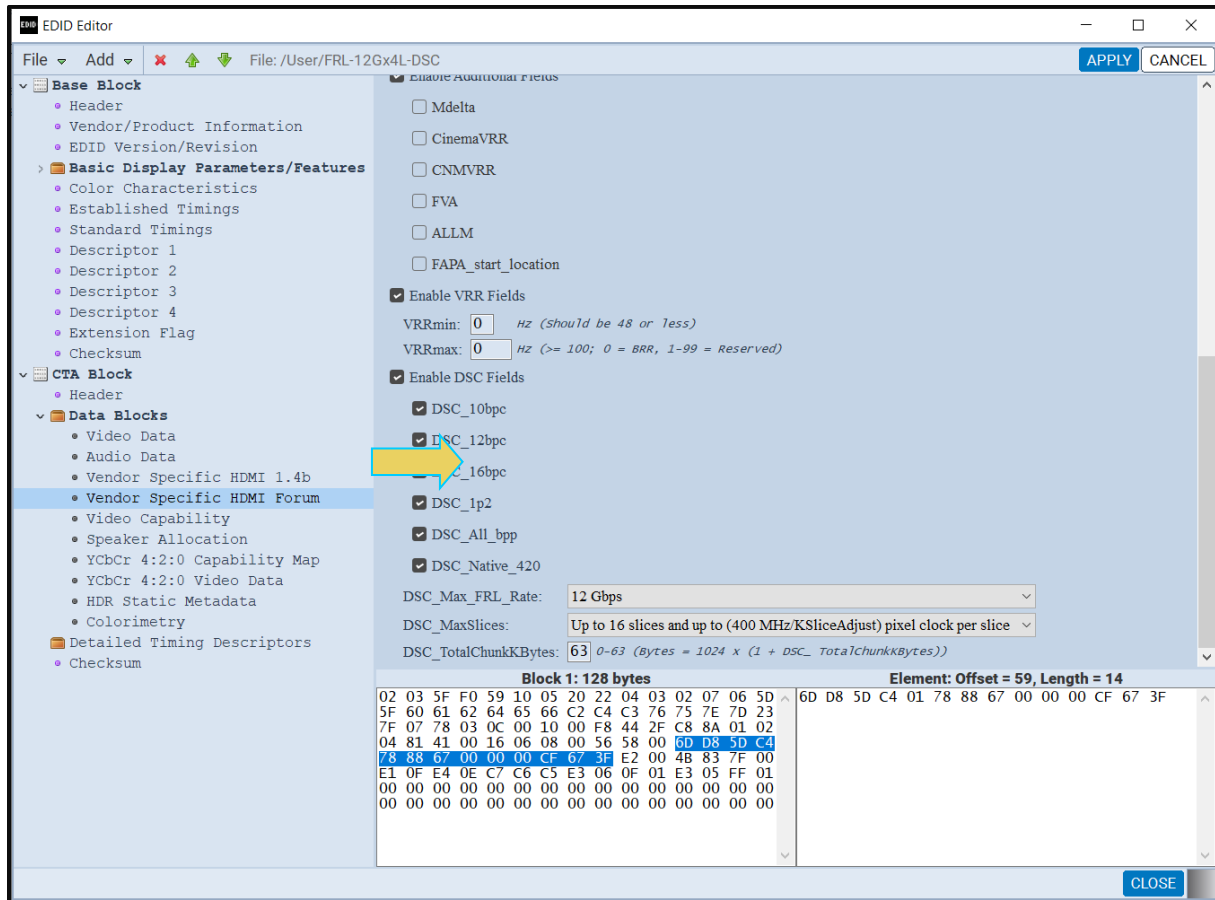 EDID EDID Editor
File Add File: /User/FRL-12Gx4L-DSC APPLY CANCEL
Base Block
Header
Vendor/Product Information
EDID Version/Revision
Basic Display Parameters/Features
Color Characteristics
Established Timings
Standard Timings
Descriptor 1
Descriptor 2
Descriptor 3
Descriptor 4
Extension Flag
Checksum
CTA Block
Header
Data Blocks
Video Data
Audio Data
Vendor Specific HDMI 1.4b
Vendor Specific HDMI Forum
Video Capability
Speaker Allocation
YCbCr 4:2:0 Capability Map
YCbCr 4:2:0 Video Data
HDR Static Metadata
Colorimetry
Detailed Timing Descriptors
Checksum
Enable Additional Fields
Mdelta
CinemaVRR
CNMVRR
FVA
ALLM
FAPA_start_location
Enable VRR Fields
VRRmin: 0 Hz (Should be 48 or less)
VRRmax: 0 Hz (>= 100; 0 = BRR, 1-99 = Reserved)
Enable DSC Fields
DSC_10bpc
DSC_12bpc
_16bpc
DSC_1p2
DSC_All_bpp
DSC_Native_420
DSC_Max_FRL_Rate: 12 Gbps
DSC_MaxSlices: Up to 16 slices and up to (400 MHz/KSliceAdjust) pixel clock per slice
DSC_TotalChunkKBytes: 63 0-63 (Bytes = 1024 x (1 + DSC_ TotalChunkKBytes))
Block 1: 128 bytes
02 03 5F F0 59 10 05 20 22 04 03 02 07 06 5D
5F 60 61 62 64 65 66 C2 C4 C3 76 75 7E 7D 23
7F 07 78 03 0C 00 10 00 F8 44 2F C8 8A 01 02
04 81 41 00 16 06 08 00 56 58 00 6D D8 5D C4
78 88 67 00 00 00 CF 67 3F E2 00 4B 83 7F 00
E1 0F E4 0E C7 C6 C5 E3 06 0F 01 E3 05 FF 01
00 00 00 00 00 00 00 00 00 00 00 00 00 00 00
00 00 00 00 00 00 00 00 00 00 00 00 00 00 00
Element: Offset = 59, Length = 14
6D D8 5D C4 01 78 88 67 00 00 00 CF 67 3F
CLOSE